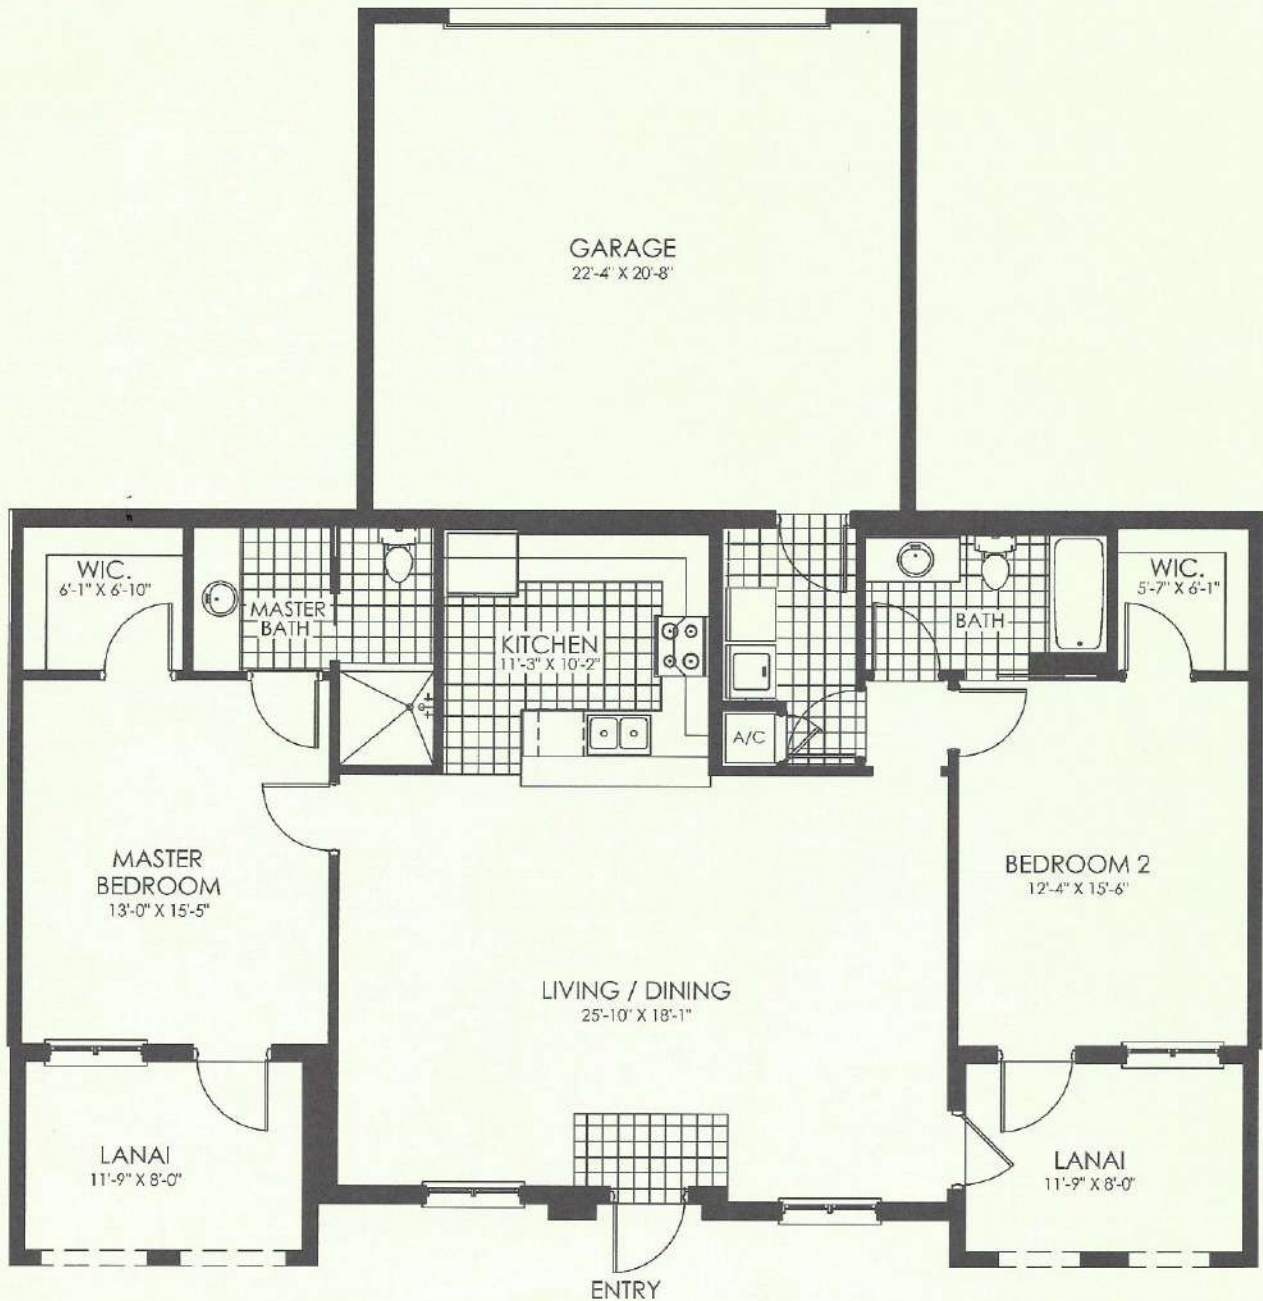 GARAGE
22'-4" X 20'-8"
WIC.
6'-1" X 6'-10"
MASTER
BATH
KITCHEN
11'-3" X 10'-2"
A/C
BATH
WIC.
5'-7" X 6'-1"
MASTER
BEDROOM
13'-0" X 15'-5"
BEDROOM 2
12'-4" X 15'-6"
LIVING / DINING
25'-10" X 18'-1"
LANAI
11'-9" X 8'-0"
LANAI
11'-9" X 8'-0"
ENTRY